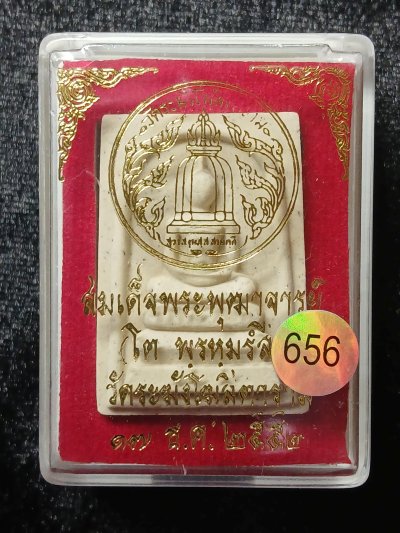 สมเด็จพระพุฒาจารย์
(โต พรหมรังสี
656
วัดระฆังโฆสิตาราม
๑๗ ธ.ค. ๒๕๕๒